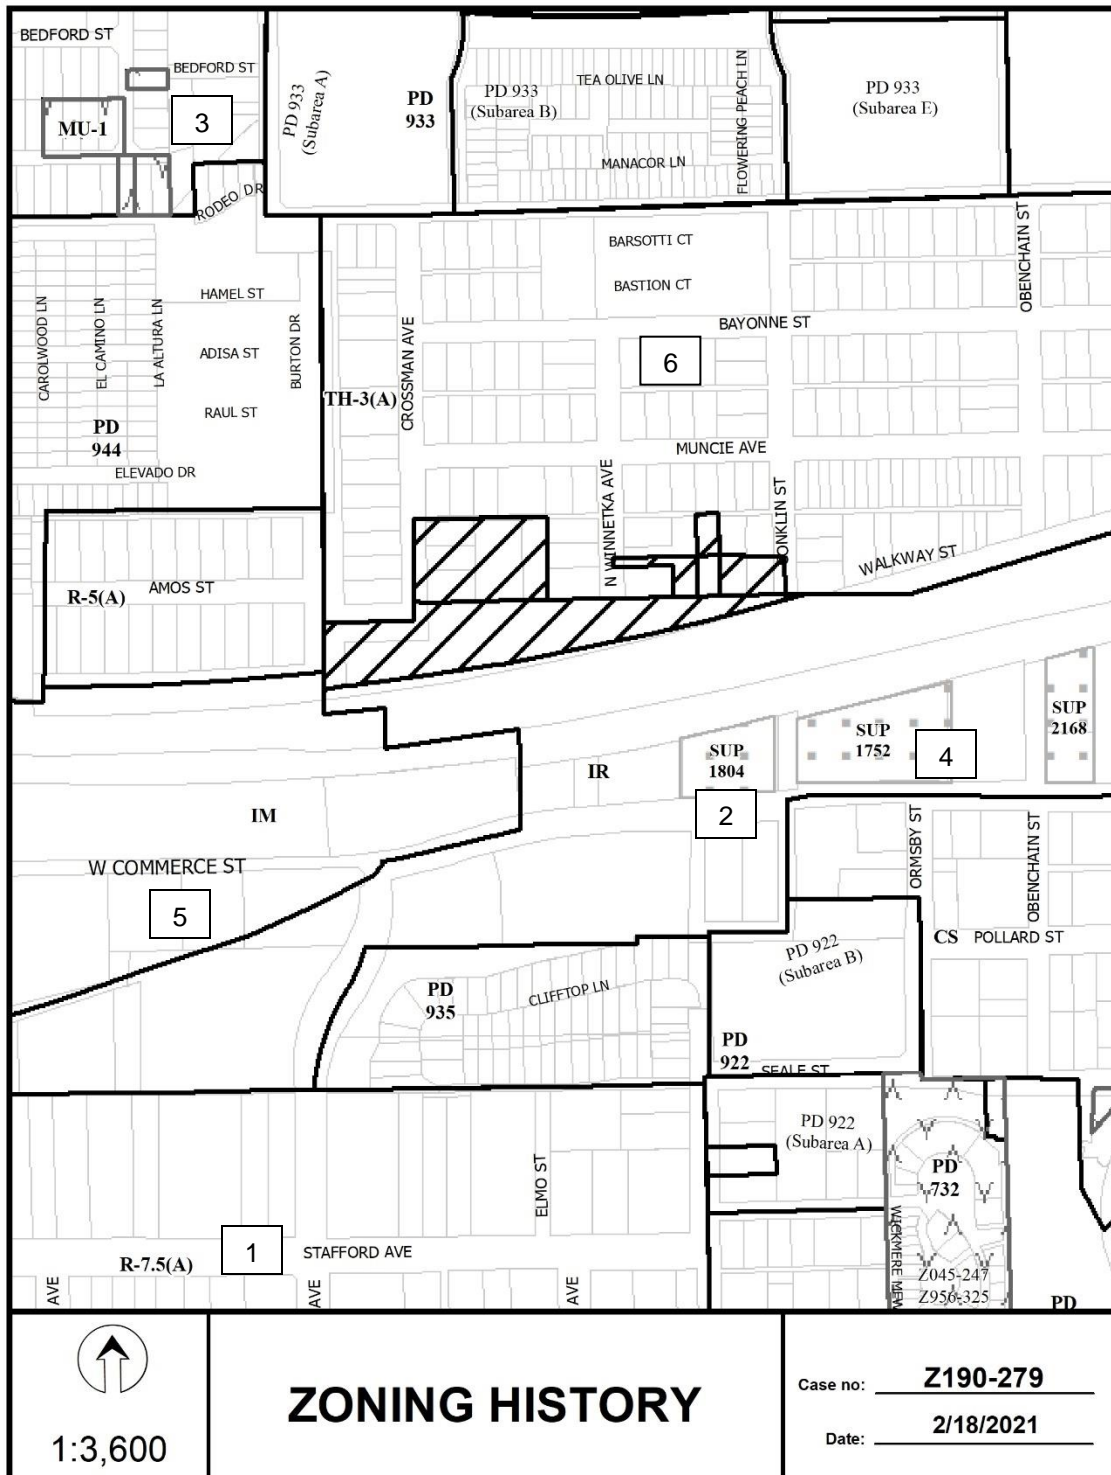 BEDFORD ST
BEDFORD ST
MU-1
3
RODEO DR
PD 933
(Subarea A)
PD
933
PD 933
(Subarea B)
TEA OLIVE LN
MANACOR LN
FLOWERING PEACH LN
PD 933
(Subarea E)
BARSOTTI CT
BASTION CT
BAYONNE ST
OBENCHAIN ST
HAMEL ST
ADISA ST
RAUL ST
CAROLWOOD LN
EL CAMINO LN
LA ALTURA LN
BURTON DR
PD
944
ELEVADO DR
TH-3(A)
CROSSMAN AVE
6
MUNCIE AVE
N WINNETKA AVE
CONKLIN ST
WALKWAY ST
R-5(A)
AMOS ST
SUP
2168
SUP
1752
4
SUP
1804
2
IR
IM
W COMMERCE ST
5
ORMSBY ST
OBENCHAIN ST
CS
POLLARD ST
PD 922
(Subarea B)
PD
935
CLIFFTOP LN
PD
922
SEALE ST
PD 922
(Subarea A)
PD
732
ELMO ST
WICKMERE MEW
Z045-247
Z956-325
PD
1
STAFFORD AVE
R-7.5(A)
AVE
AVE
AVE
1:3,600
ZONING HISTORY
Case no: Z190-279
Date: 2/18/2021